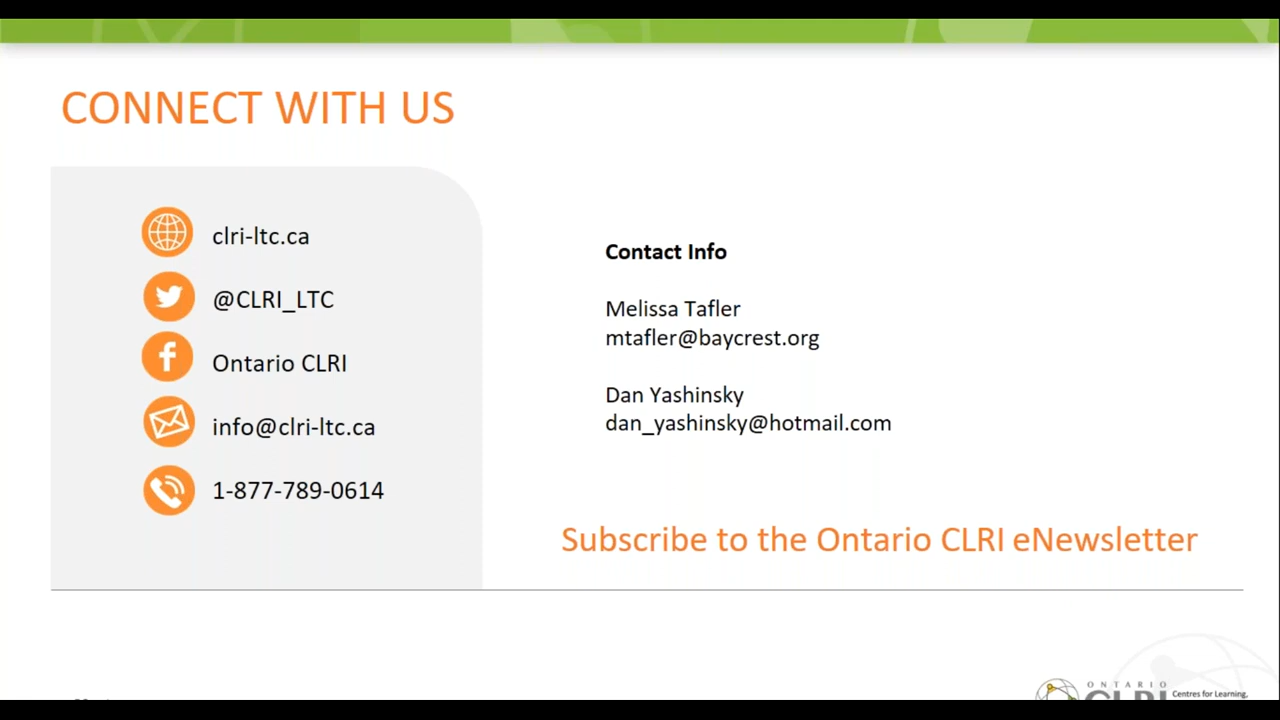 CONNECT WITH US
clri-ltc.ca
@CLRI_LTC
Ontario CLRI
info@clri-ltc.ca
1-877-789-0614
Contact Info
Melissa Tafler
mtafler@baycrest.org
Dan Yashinsky
dan_yashinsky@hotmail.com
Subscribe to the Ontario CLRI eNewsletter
ONTARIO
CLRI
Centres for Learning,